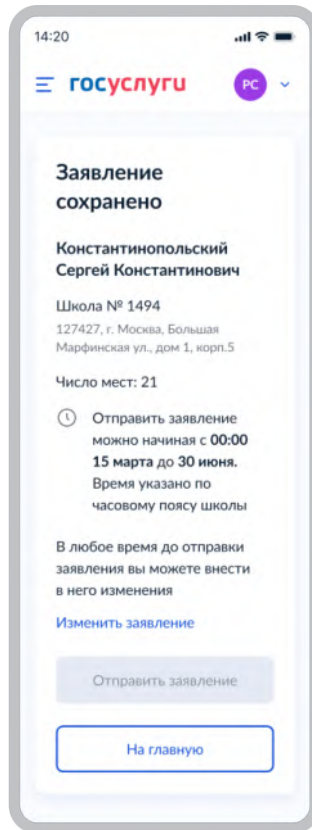 14:20
госуслуги
РС
Заявление
сохранено
Константинопольский
Сергей Константинович
Школа № 1494
127427, г. Москва, Большая
Марфинская ул., дом 1, корп.5
Число мест: 21
Отправить заявление
можно начиная с 00:00
15 марта до 30 июня.
Время указано по
часовому поясу школы
В любое время до отправки
заявления вы можете внести
в него изменения
Изменить заявление
Отправить заявление
На главную